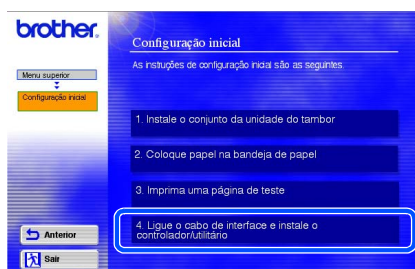 brother.
Configuração inicial
As instruções de configuração inicial são as seguintes.
Menu superior
Configuração inicial
1. Instale o conjunto da unidade do tambor
2. Coloque papel na bandeja de papel
3. Imprima uma página de teste
4. Ligue o cabo de interface e instale o
controlador/utilitário
Anterior
Sair